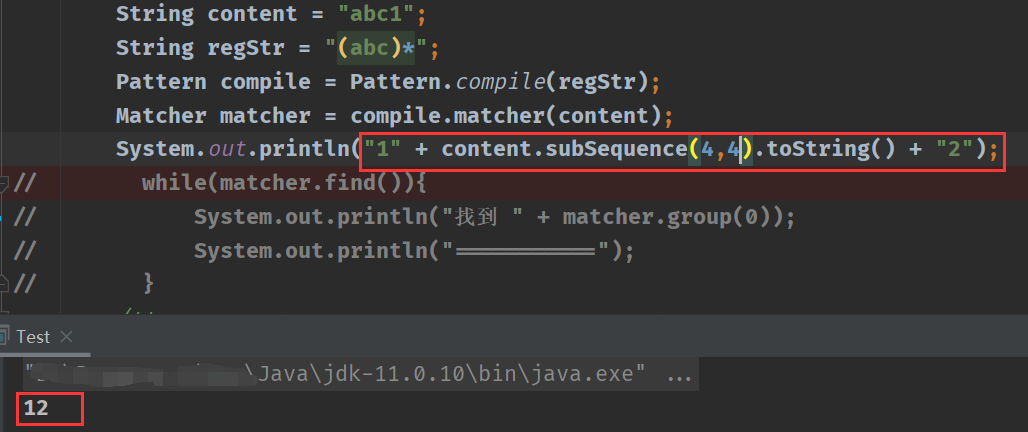 String content = "abc1";
String regStr = "(abc)*";
Pattern compile = Pattern.compile(regStr);
Matcher matcher = compile.matcher(content);
System.out.println("1" + content.subSequence(4,4).toString() + "2");
// while(matcher.find()){
// System.out.println("找到 " + matcher.group(0));
// System.out.println("============");
// }
Test
\Java\jdk-11.0.10\bin\java.exe" ...
12